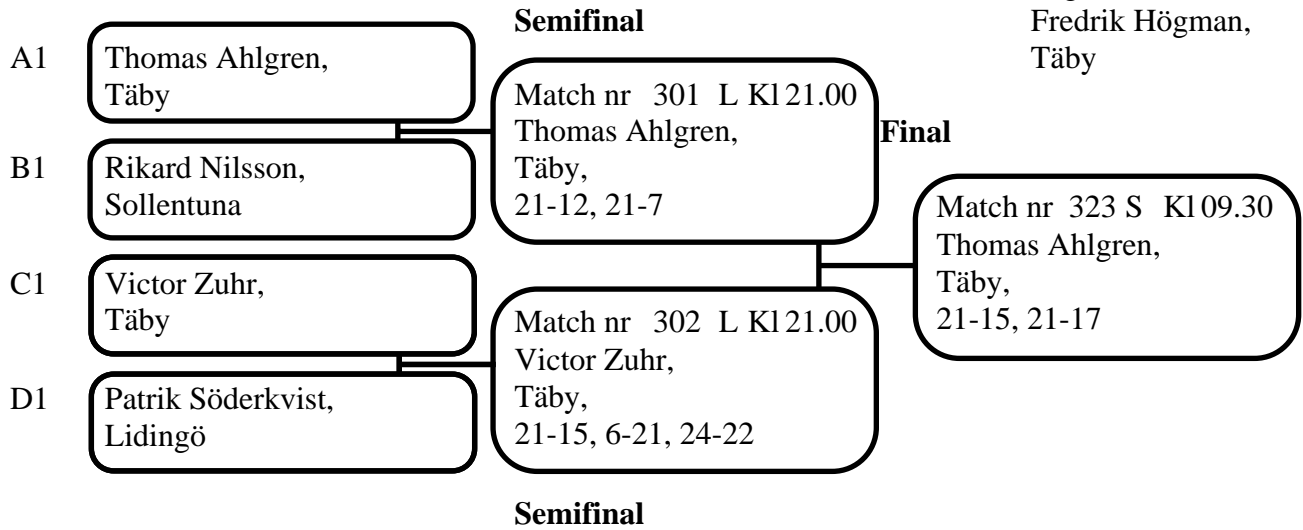 Semifinal
Fredrik Högman,
Täby
A1
Thomas Ahlgren,
Täby
Match nr 301 L Kl 21.00
Thomas Ahlgren,
Täby,
21-12, 21-7
Final
B1
Rikard Nilsson,
Sollentuna
Match nr 323 S Kl 09.30
Thomas Ahlgren,
Täby,
21-15, 21-17
C1
Victor Zuhr,
Täby
Match nr 302 L Kl 21.00
Victor Zuhr,
Täby,
21-15, 6-21, 24-22
D1
Patrik Söderkvist,
Lidingö
Semifinal